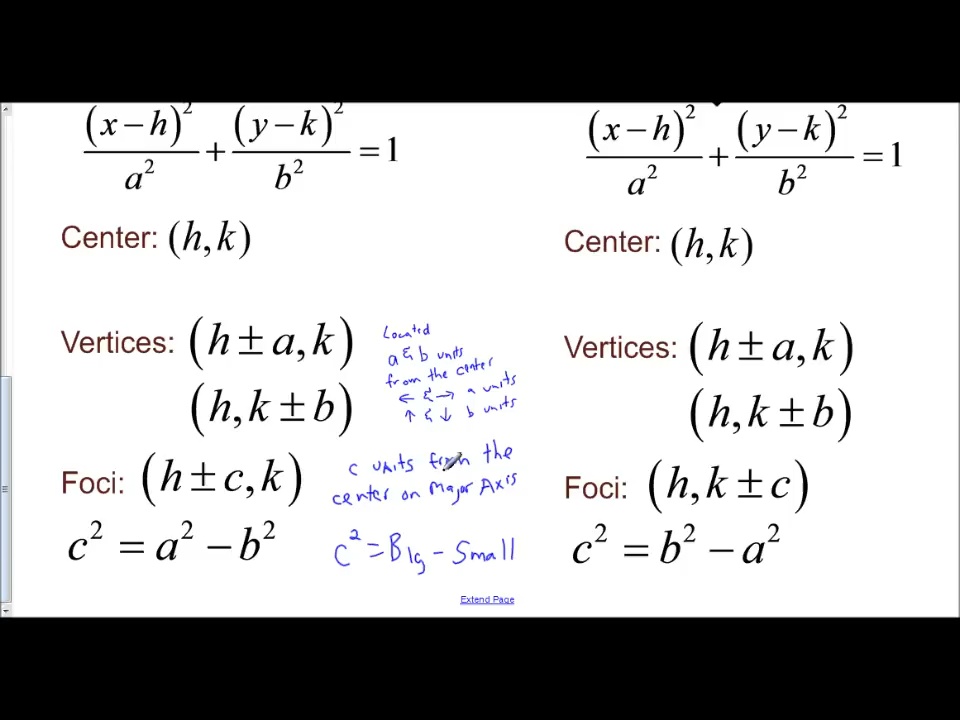 (x − h)² / a² + (y − k)² / b² = 1
Center: (h, k)
Vertices: (h ± a, k)
(h, k ± b)
Foci: (h ± c, k)
c² = a² − b²
Located
a & b units
from the center
← & → a units
↑ & ↓ b units
c units from the
center on Major Axis
c² = Big − Small
(x − h)² / a² + (y − k)² / b² = 1
Center: (h, k)
Vertices: (h ± a, k)
(h, k ± b)
Foci: (h, k ± c)
c² = b² − a²
Extend Page